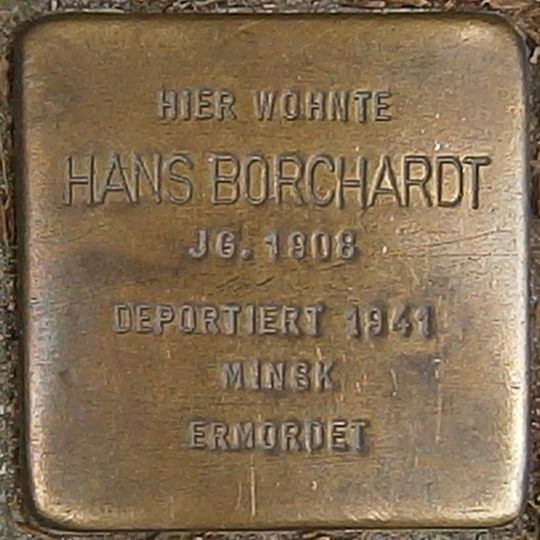 HIER WOHNTE
HANS BORCHARDT
JG. 1908
DEPORTIERT 1941
MINSK
ERMORDET